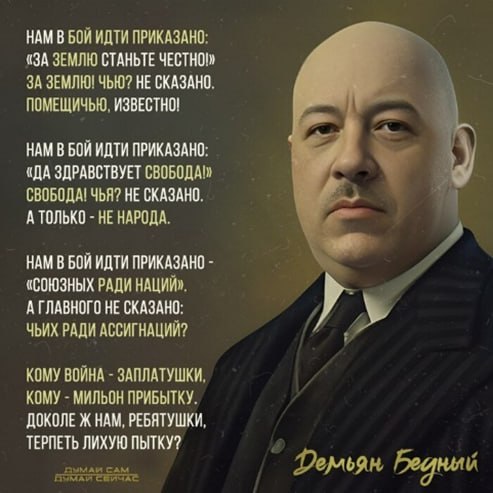 НАМ В БОЙ ИДТИ ПРИКАЗАНО:
«ЗА ЗЕМЛЮ СТАНЬТЕ ЧЕСТНО!»
ЗА ЗЕМЛЮ! ЧЬЮ? НЕ СКАЗАНО.
ПОМЕЩИЧЬЮ, ИЗВЕСТНО!
НАМ В БОЙ ИДТИ ПРИКАЗАНО:
«ДА ЗДРАВСТВУЕТ СВОБОДА!»
СВОБОДА! ЧЬЯ? НЕ СКАЗАНО.
А ТОЛЬКО - НЕ НАРОДА.
НАМ В БОЙ ИДТИ ПРИКАЗАНО -
«СОЮЗНЫХ РАДИ НАЦИЙ».
А ГЛАВНОГО НЕ СКАЗАНО:
ЧЬИХ РАДИ АССИГНАЦИЙ?
КОМУ ВОЙНА - ЗАПЛАТУШКИ,
КОМУ - МИЛЬОН ПРИБЫТКУ.
ДОКОЛЕ Ж НАМ, РЕБЯТУШКИ,
ТЕРПЕТЬ ЛИХУЮ ПЫТКУ?
ДУМАЙ САМ
ДУМАЙ СЕЙЧАС
Демьян Бедный